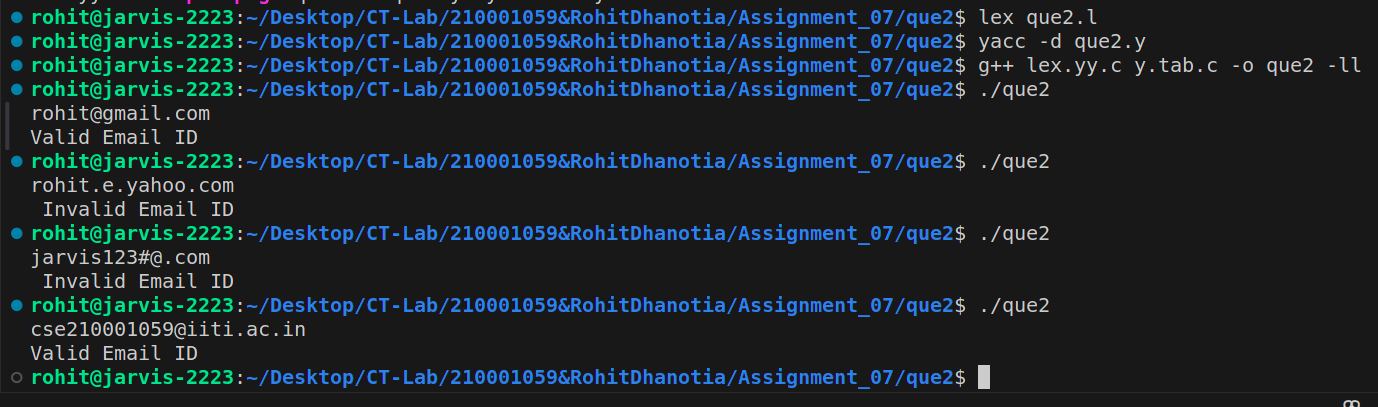 rohit@jarvis-2223:~/Desktop/CT-Lab/210001059&RohitDhanotia/Assignment_07/que2$ lex que2.l
rohit@jarvis-2223:~/Desktop/CT-Lab/210001059&RohitDhanotia/Assignment_07/que2$ yacc -d que2.y
rohit@jarvis-2223:~/Desktop/CT-Lab/210001059&RohitDhanotia/Assignment_07/que2$ g++ lex.yy.c y.tab.c -o que2 -ll
rohit@jarvis-2223:~/Desktop/CT-Lab/210001059&RohitDhanotia/Assignment_07/que2$ ./que2
rohit@gmail.com
Valid Email ID
rohit@jarvis-2223:~/Desktop/CT-Lab/210001059&RohitDhanotia/Assignment_07/que2$ ./que2
rohit.e.yahoo.com
 Invalid Email ID
rohit@jarvis-2223:~/Desktop/CT-Lab/210001059&RohitDhanotia/Assignment_07/que2$ ./que2
jarvis123#@.com
 Invalid Email ID
rohit@jarvis-2223:~/Desktop/CT-Lab/210001059&RohitDhanotia/Assignment_07/que2$ ./que2
cse210001059@iiti.ac.in
Valid Email ID
rohit@jarvis-2223:~/Desktop/CT-Lab/210001059&RohitDhanotia/Assignment_07/que2$